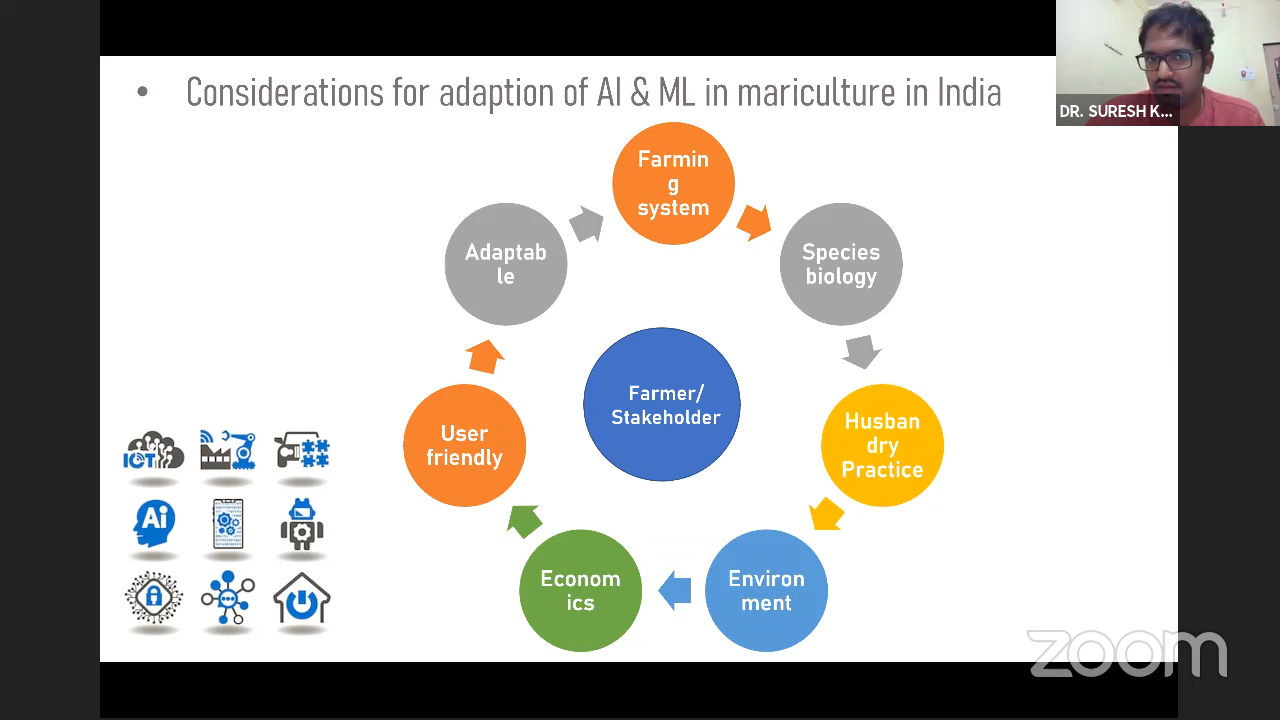 • Considerations for adaption of AI & ML in mariculture in India
DR. SURESH K...
Farmin
g
system
Species
biology
Husban
dry
Practice
Environ
ment
Econom
ics
User
friendly
Adaptab
le
Farmer/
Stakeholder
IOT
Ai
zoom